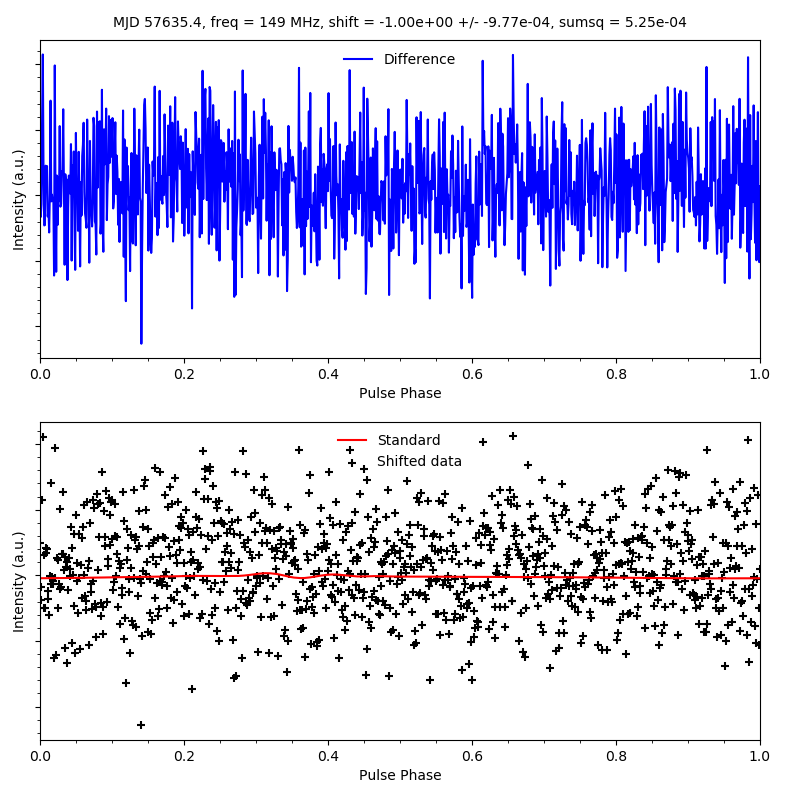 MJD 57635.4, freq = 149 MHz, shift = -1.00e+00 +/- -9.77e-04, sumsq = 5.25e-04
Difference
Intensity (a.u.)
0.0 0.2 0.4 0.6 0.8 1.0
Pulse Phase
Standard
Shifted data
Intensity (a.u.)
0.0 0.2 0.4 0.6 0.8 1.0
Pulse Phase